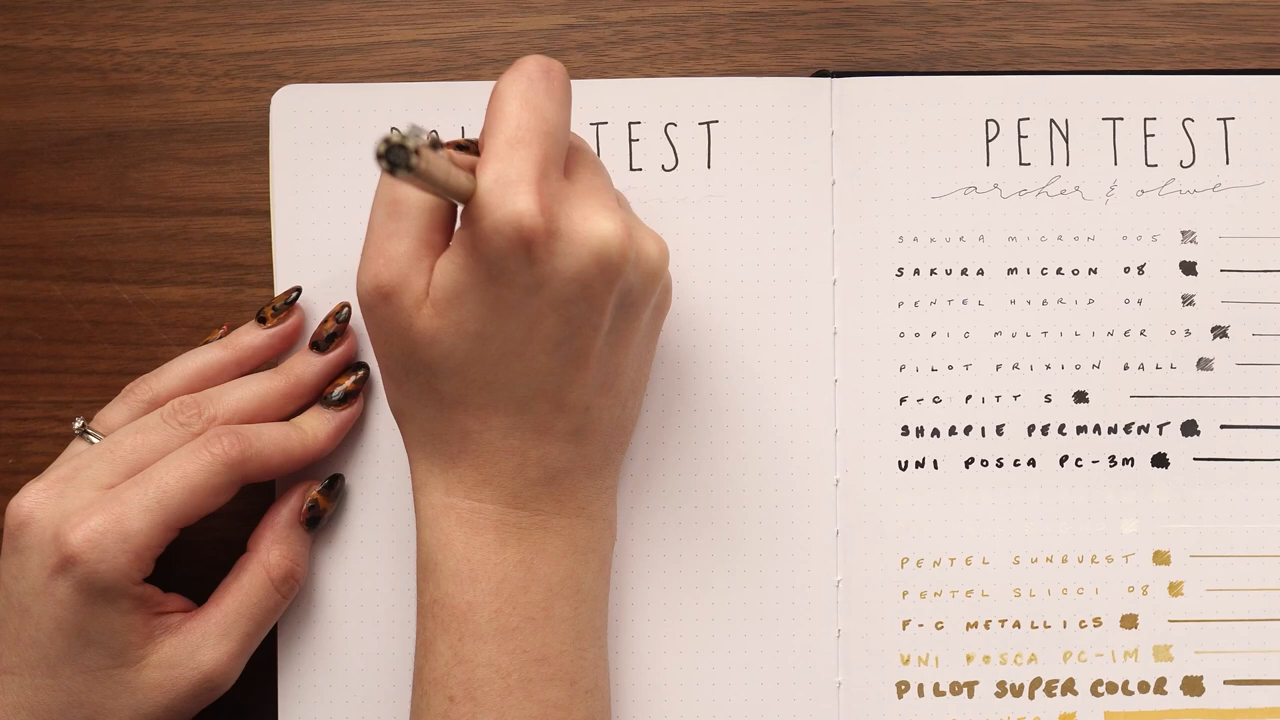 TEST
PEN TEST
archer & olive
SAKURA MICRON 005
SAKURA MICRON 08
PENTEL HYBRID 04
COPIC MULTILINER 03
PILOT FRIXION BALL
F-C PITT S
SHARPIE PERMANENT
UNI POSCA PC-3M
PENTEL SUNBURST
PENTEL SLICCI 08
F-C METALLICS
UNI POSCA PC-1M
PILOT SUPER COLOR